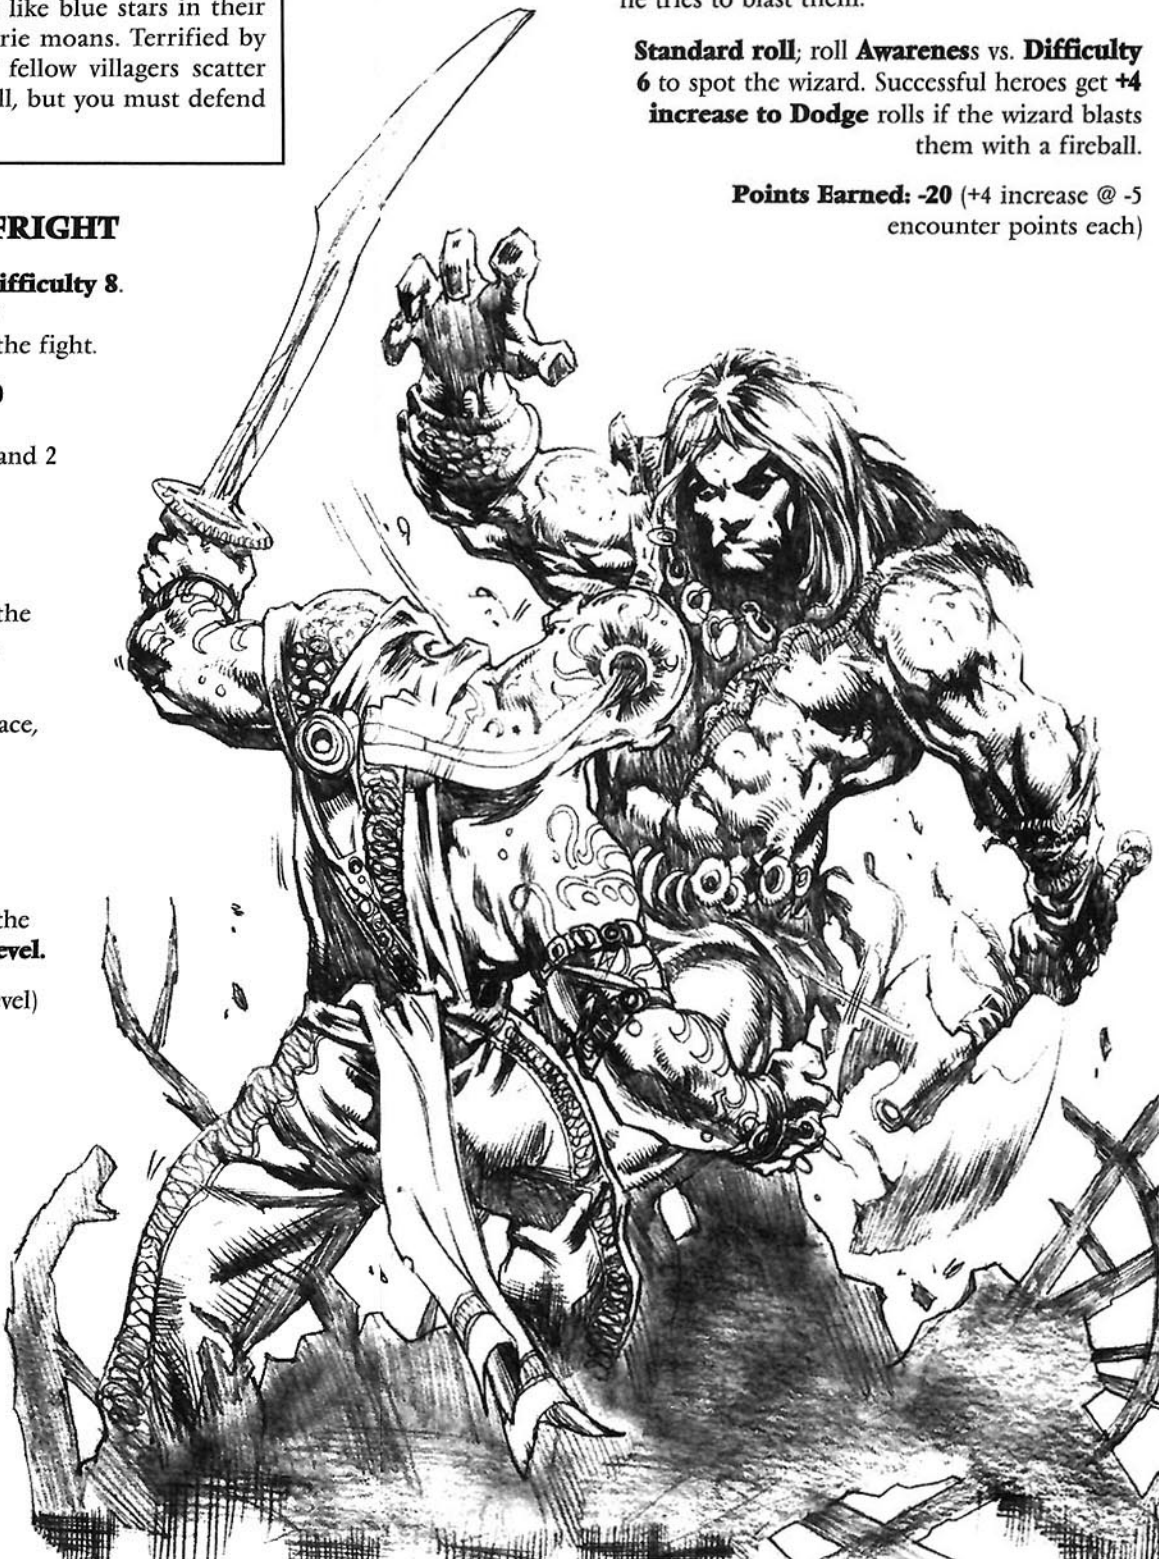 like blue stars in their
rie moans. Terrified by
fellow villagers scatter
ll, but you must defend
FRIGHT
ifficulty 8.
the fight.
and 2
the
ace,
the
evel.
vel)
he tries to blast them.
Standard roll; roll Awareness vs. Difficulty
6 to spot the wizard. Successful heroes get +4
increase to Dodge rolls if the wizard blasts
them with a fireball.
Points Earned: -20 (+4 increase @ -5
encounter points each)